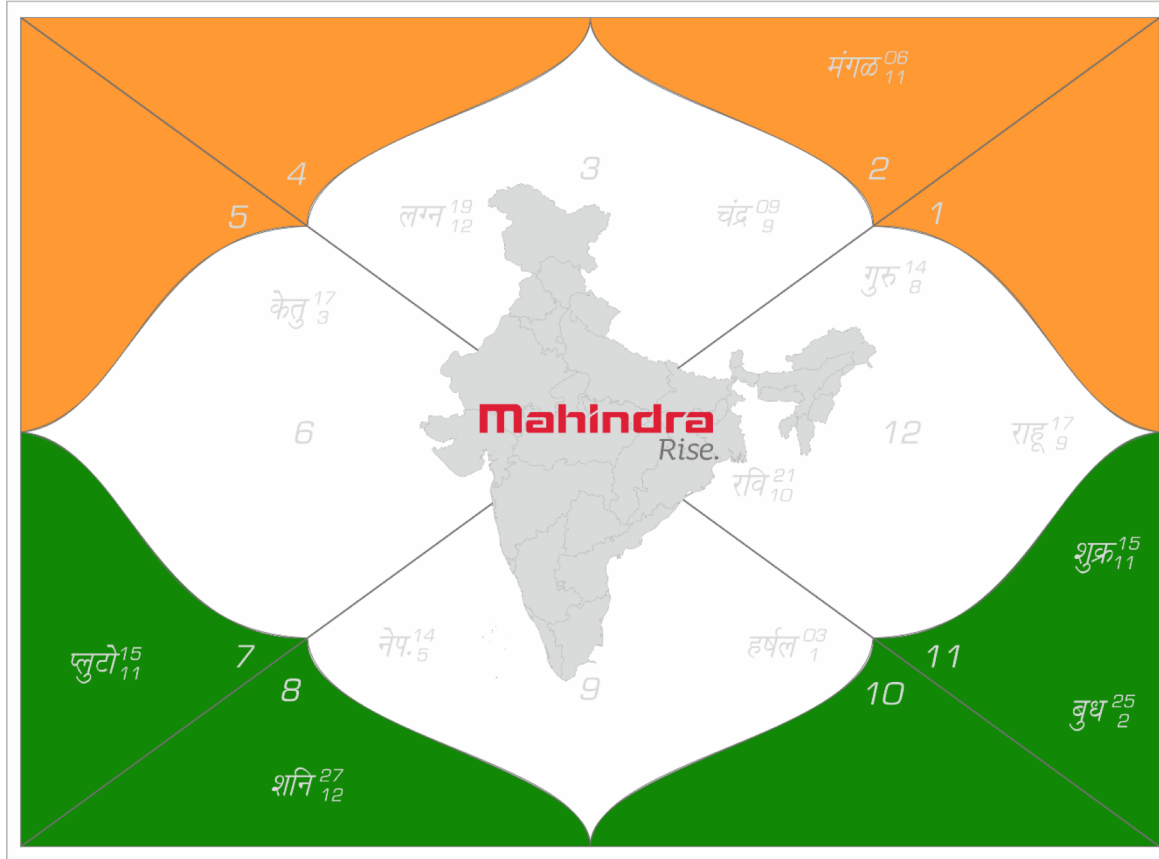 मंगळ 06 11
4
3
2
5
लग्न 19 12
चंद्र 09 9
1
केतु 17 3
गुरु 14 8
6
Mahindra
Rise.
12
राहू 17 9
रवि 21 10
शुक्र 15 11
प्लुटो 15 11
7
नेप. 14 5
हर्षल 03 1
11
8
9
10
बुध 25 2
शनि 27 12